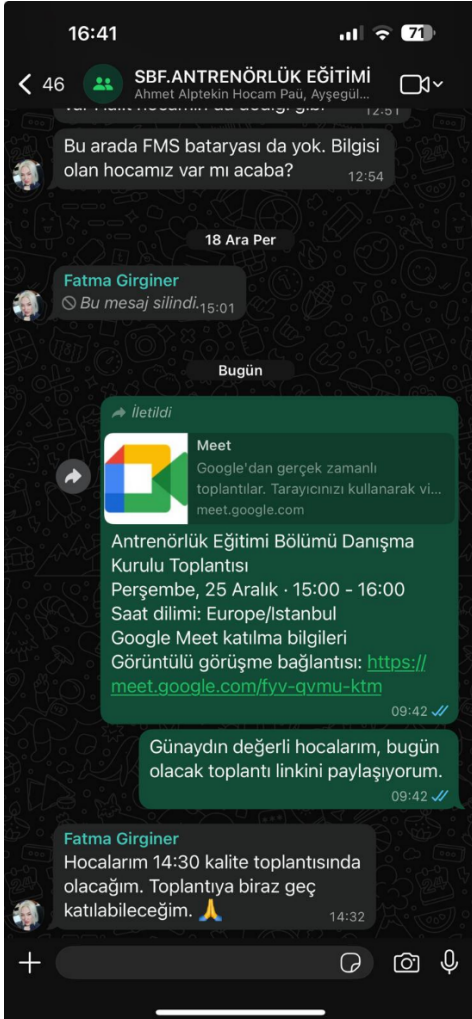 16:41
71
46
SBF.ANTRENÖRLÜK EĞİTİMİ
Ahmet Alptekin Hocam Paü, Ayşegül...
12:51
Bu arada FMS bataryası da yok. Bilgisi
olan hocamız var mı acaba?
12:54
18 Ara Per
Fatma Girginer
Bu mesaj silindi.
15:01
Bugün
İletildi
Meet
Google'dan gerçek zamanlı
toplantılar. Tarayıcınızı kullanarak vi...
meet.google.com
Antrenörlük Eğitimi Bölümü Danışma
Kurulu Toplantısı
Perşembe, 25 Aralık · 15:00 - 16:00
Saat dilimi: Europe/Istanbul
Google Meet katılma bilgileri
Görüntülü görüşme bağlantısı: https://
meet.google.com/fyv-qvmu-ktm
09:42
Günaydın değerli hocalarım, bugün
olacak toplantı linkini paylaşıyorum.
09:42
Fatma Girginer
Hocalarım 14:30 kalite toplantısında
olacağım. Toplantıya biraz geç
katılabileceğim. 🙏
14:32